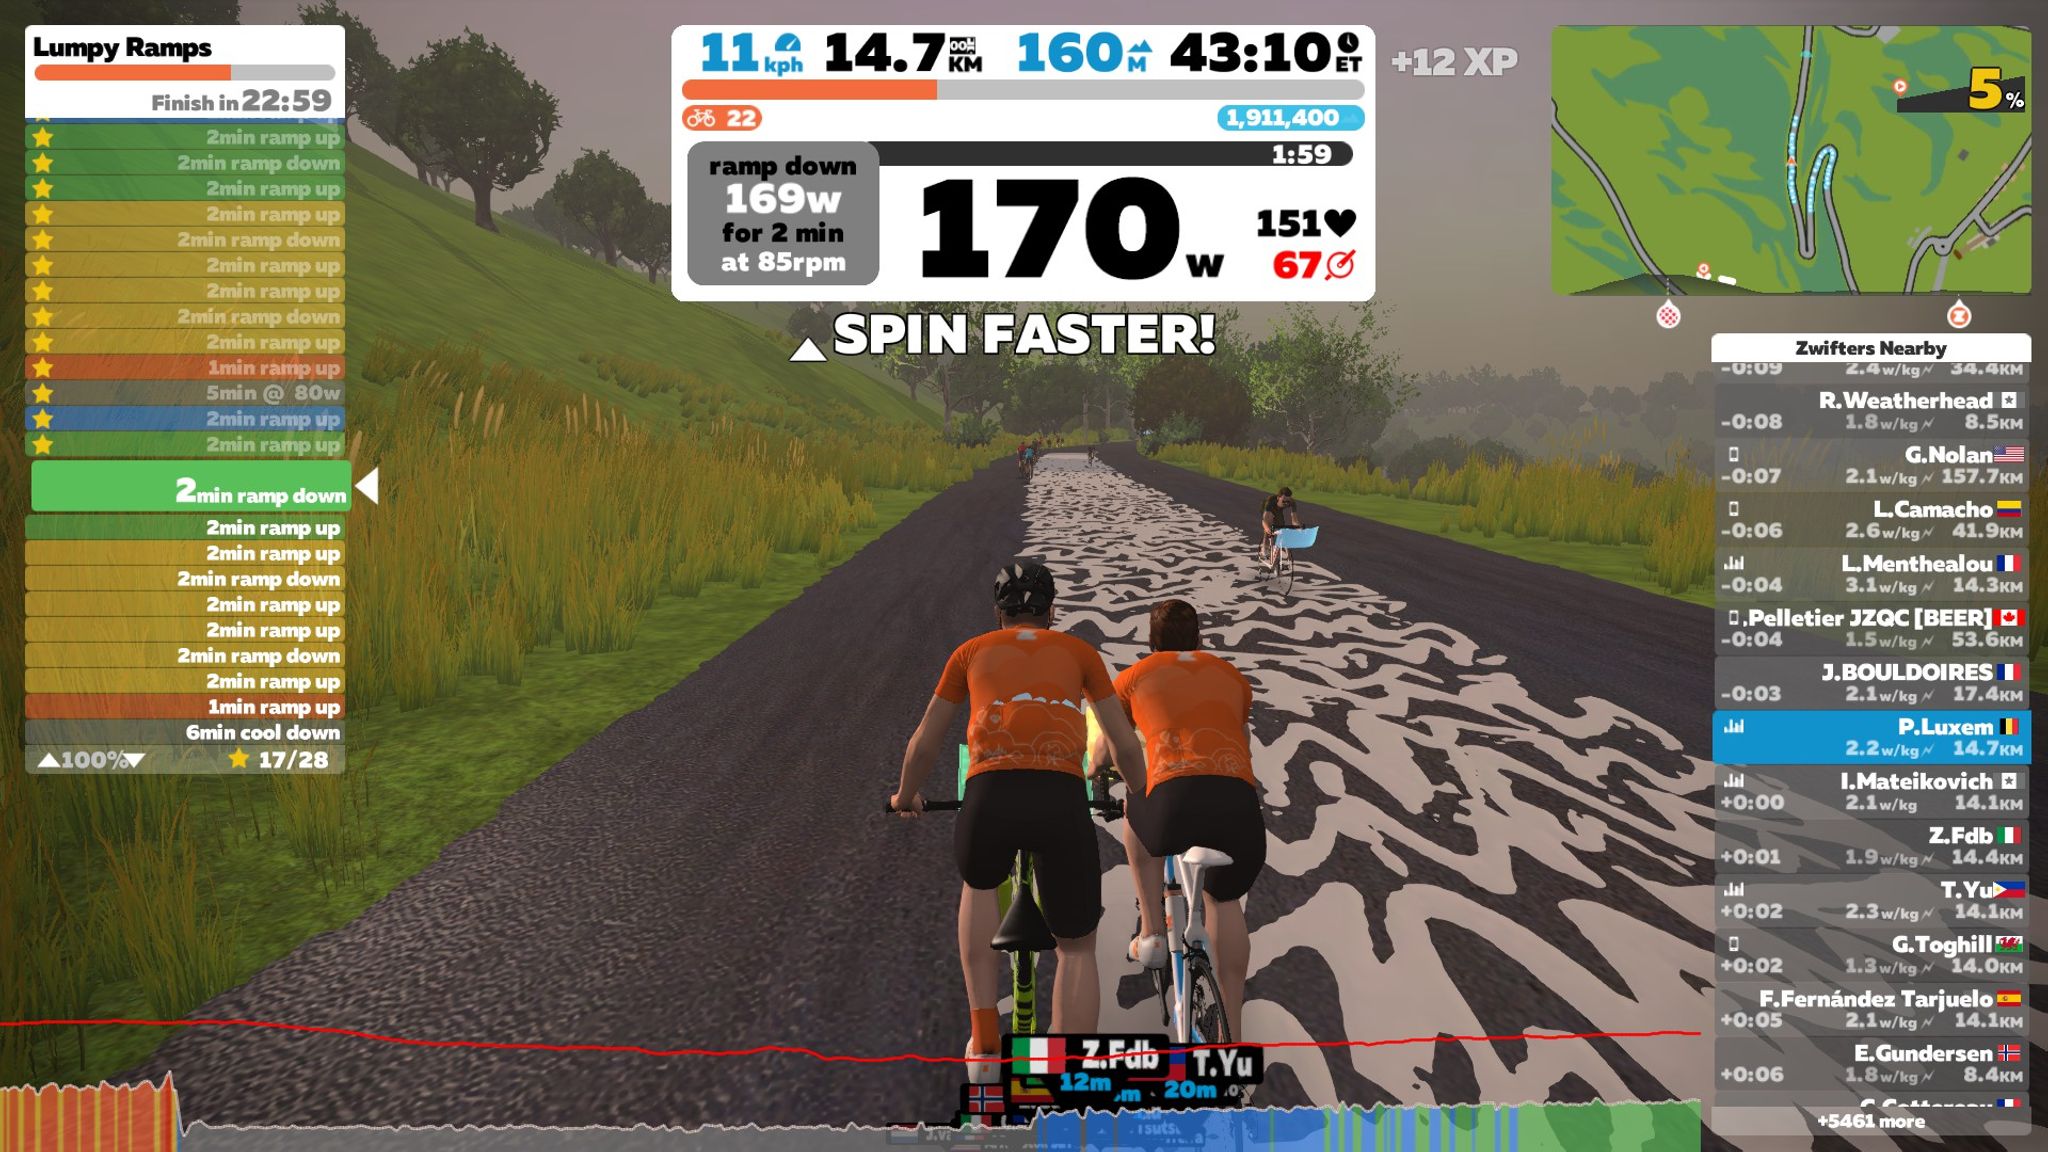 Lumpy Ramps
Finish in 22:59
2min ramp up
2min ramp down
2min ramp up
2min ramp up
2min ramp down
2min ramp up
2min ramp up
2min ramp down
2min ramp up
1min ramp up
5min @ 80w
2min ramp up
2min ramp up
2min ramp down
2min ramp up
2min ramp up
2min ramp down
2min ramp up
2min ramp up
2min ramp down
2min ramp up
1min ramp up
6min cool down
100% 17/28
11 kph 14.7 KM 160 M 43:10 ET
+12 XP
22 1,911,400
1:59
ramp down
169w
for 2 min
at 85rpm
170 w
151
67
SPIN FASTER!
5 %
Zwifters Nearby
-0:09 2.4w/kg 34.4KM
R.Weatherhead
-0:08 1.8w/kg 8.5KM
G.Nolan
-0:07 2.1w/kg 157.7KM
L.Camacho
-0:06 2.6w/kg 41.9KM
L.Menthealou
-0:04 3.1w/kg 14.3KM
.Pelletier JZQC [BEER]
-0:04 1.5w/kg 53.6KM
J.BOULDOIRES
-0:03 2.1w/kg 17.4KM
P.Luxem
2.2w/kg 14.7KM
I.Mateikovich
+0:00 2.1w/kg 14.1KM
Z.Fdb
+0:01 1.9w/kg 14.4KM
T.Yu
+0:02 2.3w/kg 14.1KM
G.Toghill
+0:02 1.3w/kg 14.0KM
F.Fernández Tarjuelo
+0:05 2.1w/kg 14.1KM
E.Gundersen
+0:06 1.8w/kg 8.4KM
+5461 more
Z.Fdb
12m
T.Yu
20m